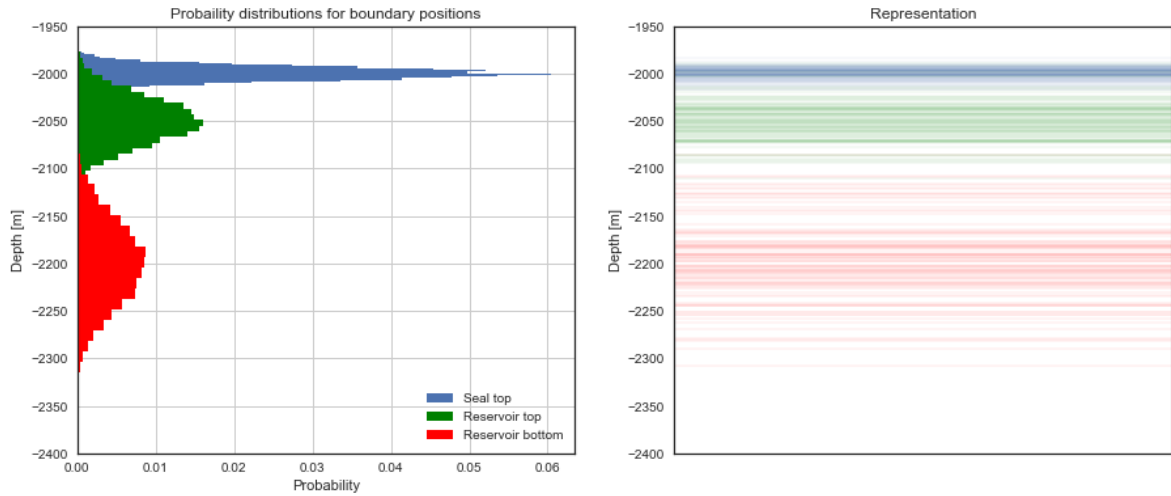 Probaility distributions for boundary positions
−1950
−2000
−2050
−2100
−2150
−2200
−2250
−2300
−2350
−2400
Depth [m]
0.00 0.01 0.02 0.03 0.04 0.05 0.06
Probability
Seal top
Reservoir top
Reservoir bottom
Representation
−1950
−2000
−2050
−2100
−2150
−2200
−2250
−2300
−2350
−2400
Depth [m]